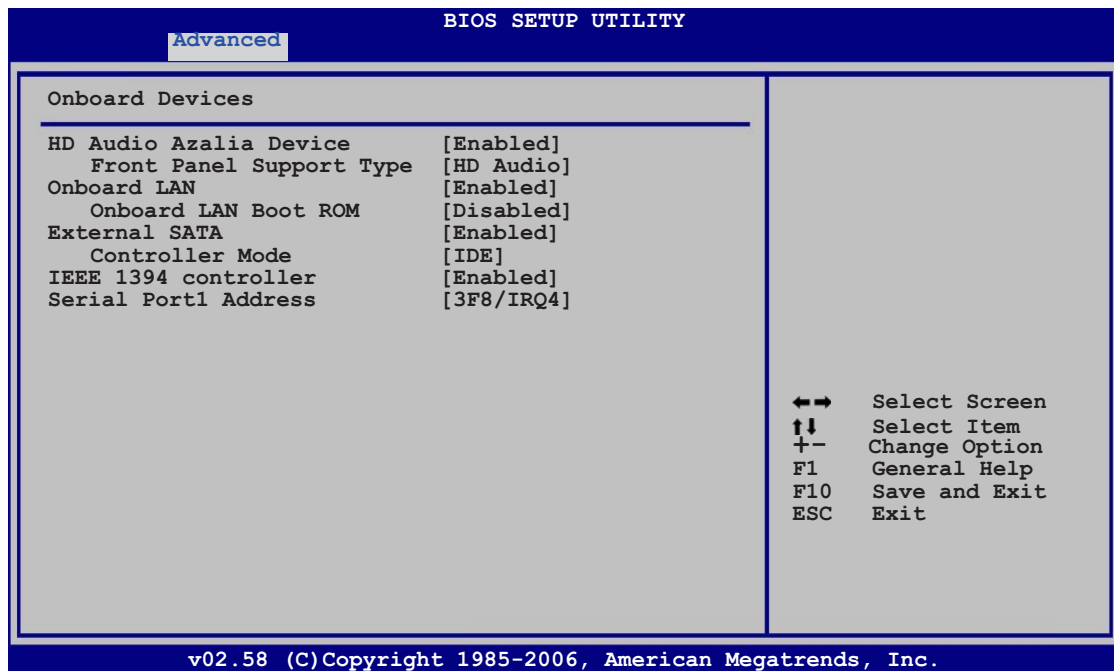 BIOS SETUP UTILITY
Advanced
Onboard Devices
HD Audio Azalia Device [Enabled]
Front Panel Support Type [HD Audio]
Onboard LAN [Enabled]
Onboard LAN Boot ROM [Disabled]
External SATA [Enabled]
Controller Mode [IDE]
IEEE 1394 controller [Enabled]
Serial Port1 Address [3F8/IRQ4]
←→ Select Screen
↑↓ Select Item
+- Change Option
F1 General Help
F10 Save and Exit
ESC Exit
v02.58 (C)Copyright 1985-2006, American Megatrends, Inc.